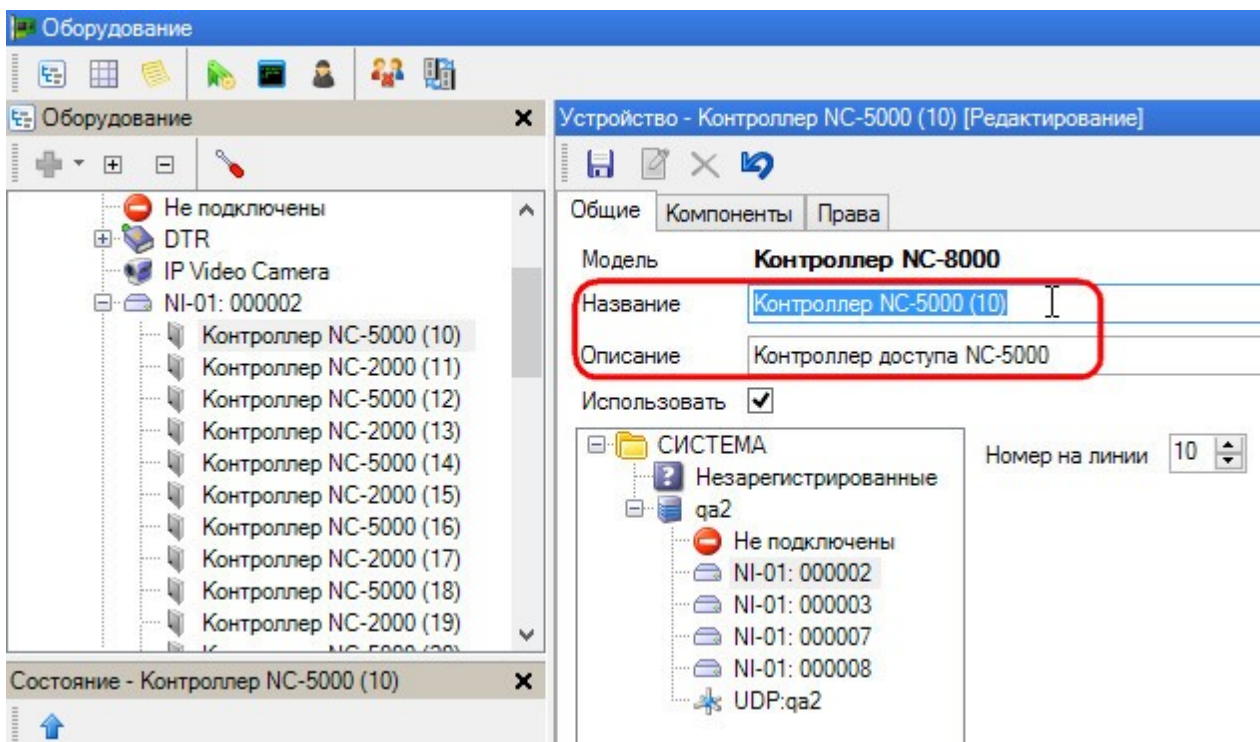 Оборудование
Оборудование
Не подключены
DTR
IP Video Camera
NI-01: 000002
Контроллер NC-5000 (10)
Контроллер NC-2000 (11)
Контроллер NC-5000 (12)
Контроллер NC-2000 (13)
Контроллер NC-5000 (14)
Контроллер NC-2000 (15)
Контроллер NC-5000 (16)
Контроллер NC-2000 (17)
Контроллер NC-5000 (18)
Контроллер NC-2000 (19)
Состояние - Контроллер NC-5000 (10)
Устройство - Контроллер NC-5000 (10) [Редактирование]
Общие Компоненты Права
Модель Контроллер NC-8000
Название Контроллер NC-5000 (10)
Описание Контроллер доступа NC-5000
Использовать
СИСТЕМА
Незарегистрированные
qa2
Не подключены
NI-01: 000002
NI-01: 000003
NI-01: 000007
NI-01: 000008
UDP:qa2
Номер на линии 10